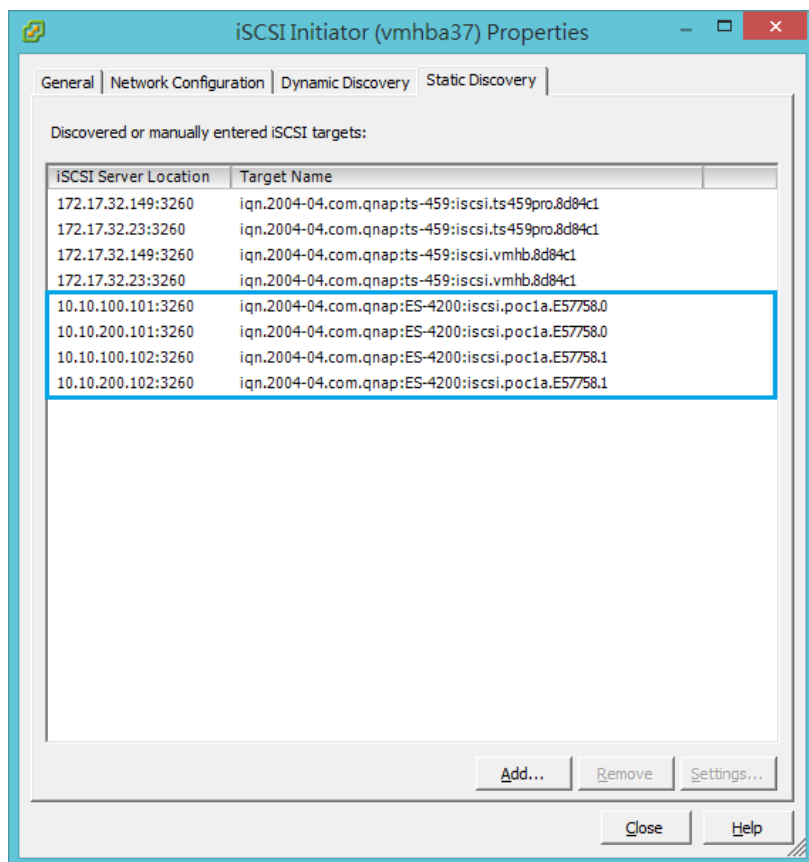 iSCSI Initiator (vmhba37) Properties
General Network Configuration Dynamic Discovery Static Discovery
Discovered or manually entered iSCSI targets:
iSCSI Server Location Target Name
172.17.32.149:3260 iqn.2004-04.com.qnap:ts-459:iscsi.ts459pro.8d84c1
172.17.32.23:3260 iqn.2004-04.com.qnap:ts-459:iscsi.ts459pro.8d84c1
172.17.32.149:3260 iqn.2004-04.com.qnap:ts-459:iscsi.vmhb.8d84c1
172.17.32.23:3260 iqn.2004-04.com.qnap:ts-459:iscsi.vmhb.8d84c1
10.10.100.101:3260 iqn.2004-04.com.qnap:ES-4200:iscsi.poc1a.E57758.0
10.10.200.101:3260 iqn.2004-04.com.qnap:ES-4200:iscsi.poc1a.E57758.0
10.10.100.102:3260 iqn.2004-04.com.qnap:ES-4200:iscsi.poc1a.E57758.1
10.10.200.102:3260 iqn.2004-04.com.qnap:ES-4200:iscsi.poc1a.E57758.1
Add... Remove Settings...
Close Help